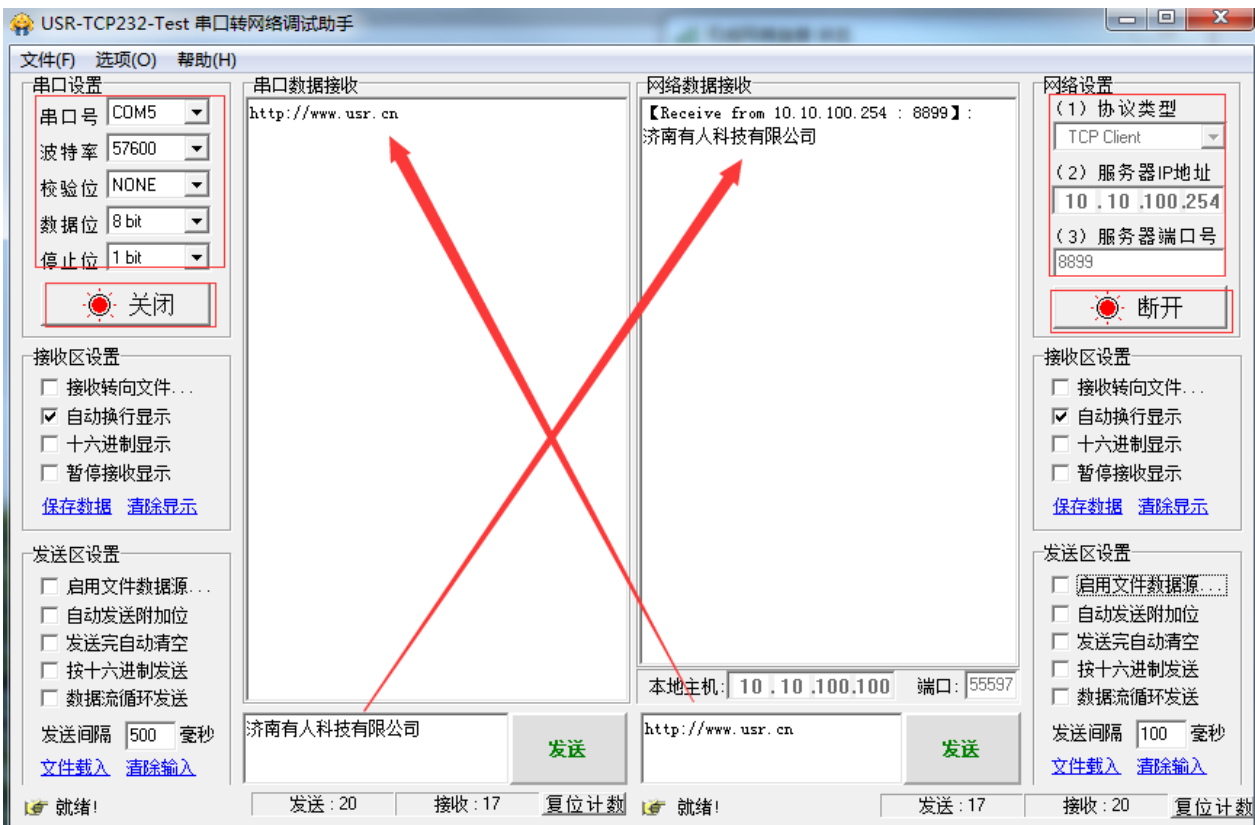 USR-TCP232-Test 串口转网络调试助手
文件(F) 选项(O) 帮助(H)
串口设置
串口号 COM5
波特率 57600
校验位 NONE
数据位 8 bit
停止位 1 bit
关闭
接收区设置
接收转向文件...
自动换行显示
十六进制显示
暂停接收显示
保存数据 清除显示
发送区设置
启用文件数据源...
自动发送附加位
发送完自动清空
按十六进制发送
数据流循环发送
发送间隔 500 毫秒
文件载入 清除输入
串口数据接收
http://www.usr.cn
济南有人科技有限公司
发送
网络数据接收
【Receive from 10.10.100.254 : 8899】:
济南有人科技有限公司
本地主机: 10 .10 .100.100 端口: 55597
http://www.usr.cn
发送
网络设置
(1) 协议类型
TCP Client
(2) 服务器IP地址
10 .10 .100.254
(3) 服务器端口号
8899
断开
接收区设置
接收转向文件...
自动换行显示
十六进制显示
暂停接收显示
保存数据 清除显示
发送区设置
启用文件数据源...
自动发送附加位
发送完自动清空
按十六进制发送
数据流循环发送
发送间隔 100 毫秒
文件载入 清除输入
就绪! 发送:20 接收:17 复位计数
就绪! 发送:17 接收:20 复位计数